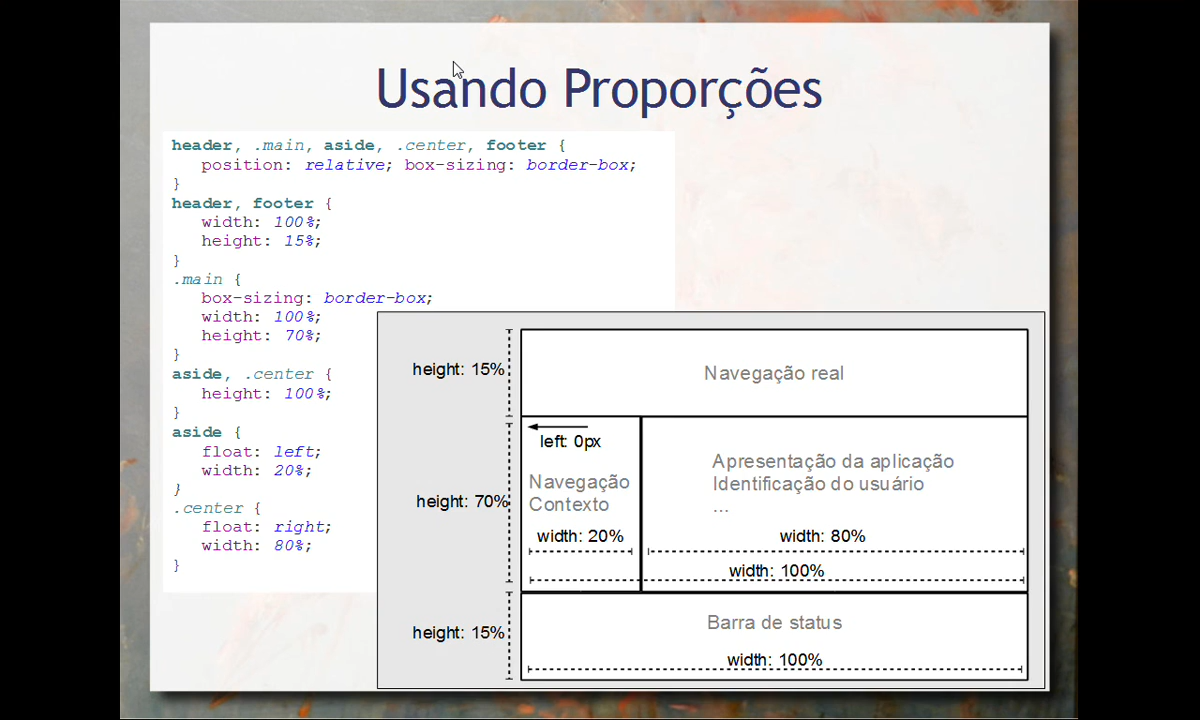 Usando Proporções
header, .main, aside, .center, footer {
position: relative; box-sizing: border-box;
}
header, footer {
width: 100%;
height: 15%;
}
.main {
box-sizing: border-box;
width: 100%;
height: 70%;
}
aside, .center {
height: 100%;
}
aside {
float: left;
width: 20%;
}
.center {
float: right;
width: 80%;
}
height: 15%
Navegação real
left: 0px
height: 70%
Navegação
Contexto
width: 20%
Apresentação da aplicação
Identificação do usuário
...
width: 80%
width: 100%
height: 15%
Barra de status
width: 100%